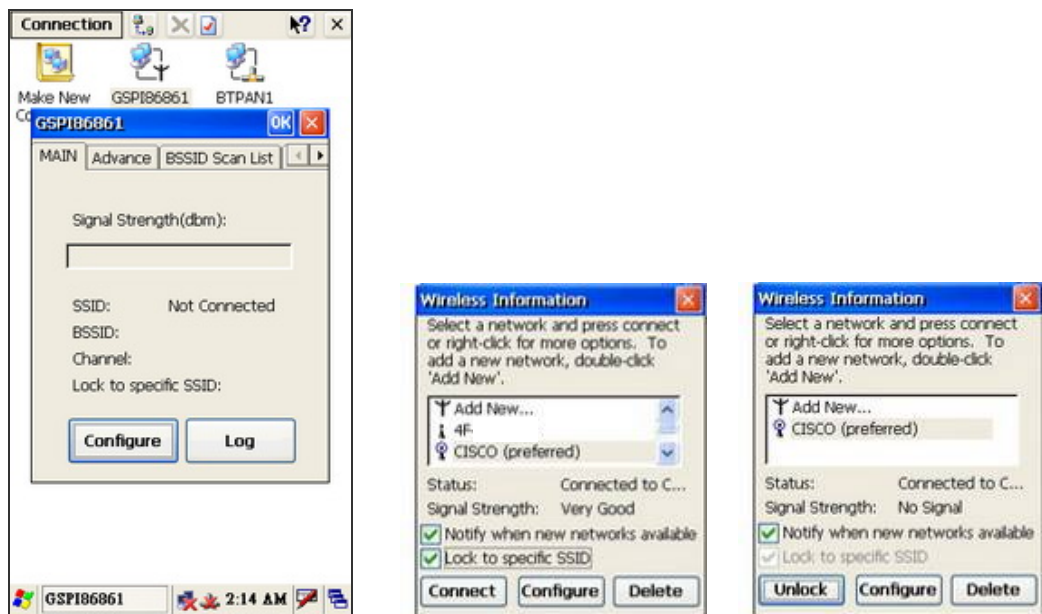 Connection
Make New
Co
GSPI86861
BTPAN1
GSPI86861
OK
MAIN
Advance
BSSID Scan List
Signal Strength(dbm):
SSID: Not Connected
BSSID:
Channel:
Lock to specific SSID:
Configure
Log
GSPI86861
2:14 AM
Wireless Information
Select a network and press connect
or right-click for more options. To
add a new network, double-click
'Add New'.
Add New...
4F
CISCO (preferred)
Status: Connected to C...
Signal Strength: Very Good
Notify when new networks available
Lock to specific SSID
Connect
Configure
Delete
Wireless Information
Select a network and press connect
or right-click for more options. To
add a new network, double-click
'Add New'.
Add New...
CISCO (preferred)
Status: Connected to C...
Signal Strength: No Signal
Notify when new networks available
Lock to specific SSID
Unlock
Configure
Delete